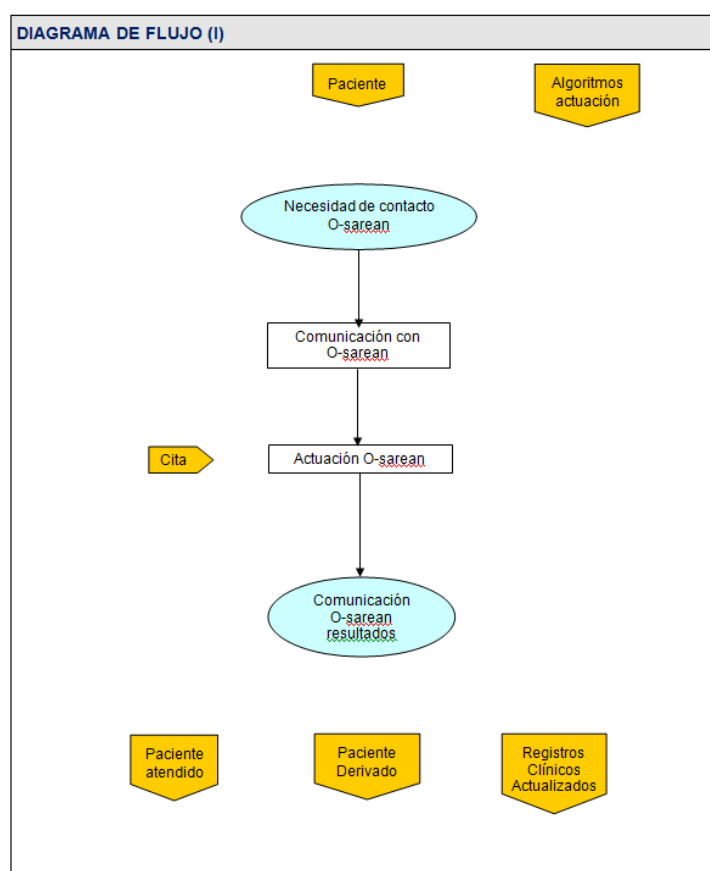 DIAGRAMA DE FLUJO (I)
Paciente
Algoritmos
actuación
Necesidad de contacto
O-sarean
Comunicación con
O-sarean
Cita
Actuación O-sarean
Comunicación
O-sarean
resultados
Paciente
atendido
Paciente
Derivado
Registros
Clínicos
Actualizados